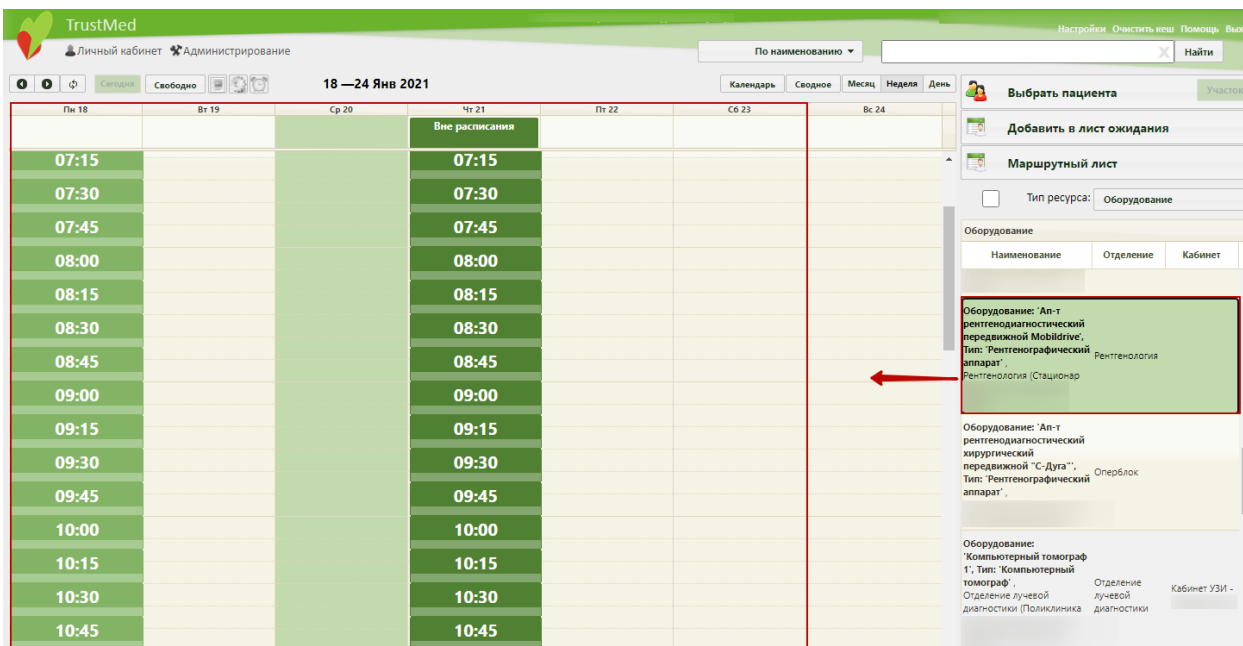 TrustMed
Настройки Очистить кеш Помощь Вых
Личный кабинет Администрирование
По наименованию
Найти
Сегодня Свободно 18 —24 Янв 2021 Календарь Сводное Месяц Неделя День
Выбрать пациента Участок
Пн 18 Вт 19 Ср 20 Чт 21 Пт 22 Сб 23 Вс 24
Вне расписания
Добавить в лист ожидания
Маршрутный лист
Тип ресурса: Оборудование
Оборудование
Наименование Отделение Кабинет
07:15 07:15
07:30 07:30
07:45 07:45
08:00 08:00
08:15 08:15
08:30 08:30
08:45 08:45
09:00 09:00
09:15 09:15
09:30 09:30
09:45 09:45
10:00 10:00
10:15 10:15
10:30 10:30
10:45 10:45
Оборудование: 'Ап-т
рентгенодиагностический
передвижной Mobildrive',
Тип: 'Рентгенографический
аппарат' ,
Рентгенология (Стационар
Рентгенология
Оборудование: 'Ап-т
рентгенодиагностический
хирургический
передвижной "С-Дуга"',
Тип: 'Рентгенографический
аппарат' ,
Оперблок
Оборудование:
'Компьютерный томограф
1', Тип: 'Компьютерный
томограф' ,
Отделение лучевой
диагностики (Поликлиника
Отделение
лучевой
диагностики
Кабинет УЗИ -